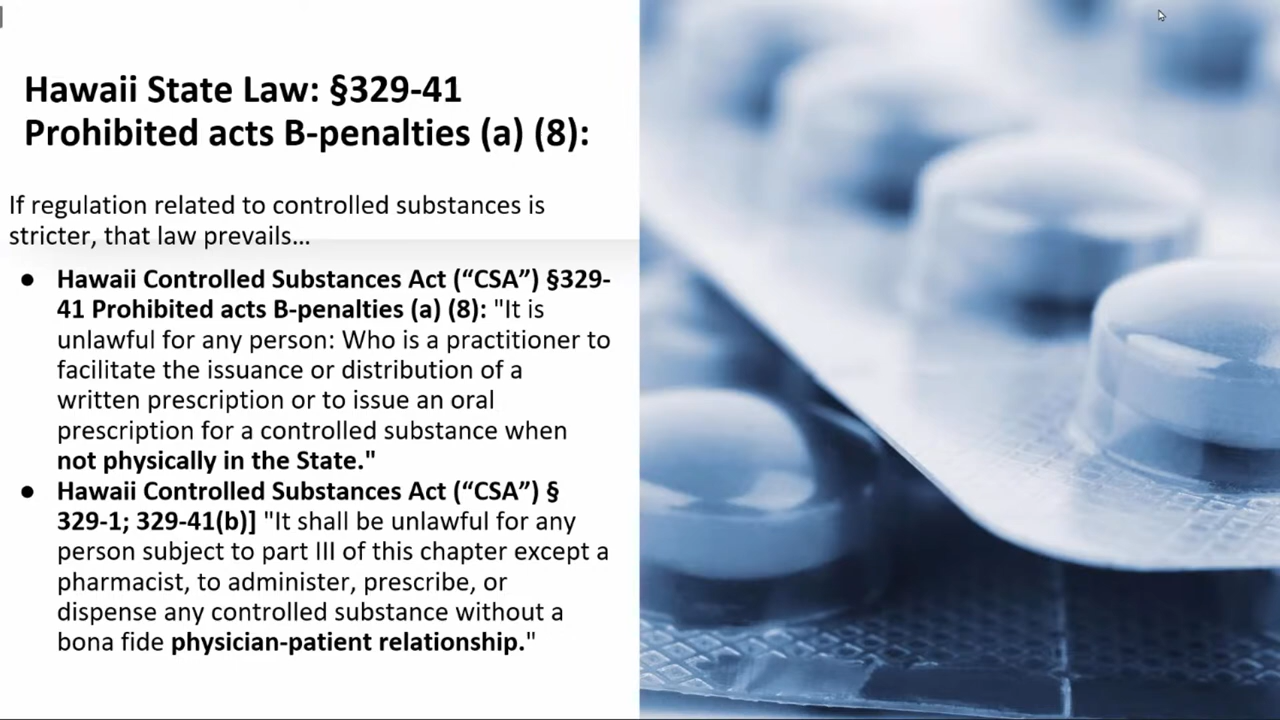 Hawaii State Law: §329-41
Prohibited acts B-penalties (a) (8):
If regulation related to controlled substances is
stricter, that law prevails…
● Hawaii Controlled Substances Act (“CSA”) §329-
41 Prohibited acts B-penalties (a) (8): "It is
unlawful for any person: Who is a practitioner to
facilitate the issuance or distribution of a
written prescription or to issue an oral
prescription for a controlled substance when
not physically in the State."
● Hawaii Controlled Substances Act (“CSA”) §
329-1; 329-41(b)] "It shall be unlawful for any
person subject to part III of this chapter except a
pharmacist, to administer, prescribe, or
dispense any controlled substance without a
bona fide physician-patient relationship."